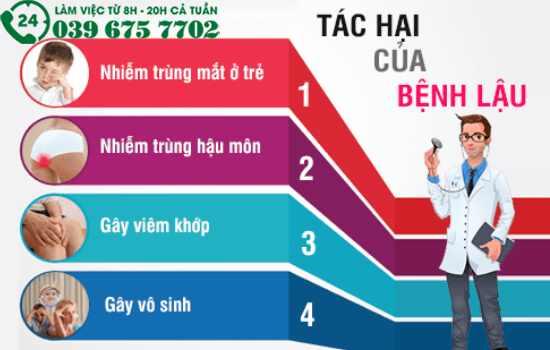 24
LÀM VIỆC TỪ 8H - 20H CẢ TUẦN
039 675 7702
TÁC HẠI
CỦA
BỆNH LẬU
Nhiễm trùng mắt ở trẻ
1
Nhiễm trùng hậu môn
2
Gây viêm khớp
3
Gây vô sinh
4